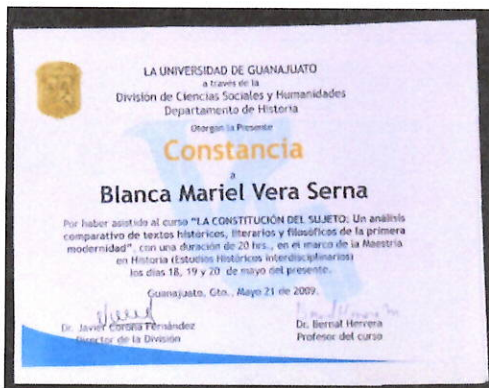 LA UNIVERSIDAD DE GUANAJUATO
a través de la
División de Ciencias Sociales y Humanidades
Departamento de Historia
Otorgan la Presente
Constancia
a
Blanca Mariel Vera Serna
Por haber asistido al curso "LA CONSTITUCIÓN DEL SUJETO: Un análisis
comparativo de textos históricos, literarios y filosóficos de la primera
modernidad", con una duración de 20 hrs., en el marco de la Maestría
en Historia (Estudios Históricos Interdisciplinarios)
los días 18, 19 y 20 de mayo del presente.
Guanajuato, Gto., Mayo 21 de 2009.
Dr. Javier Corona Fernández
Director de la División
Dr. Bernat Herrera
Profesor del curso